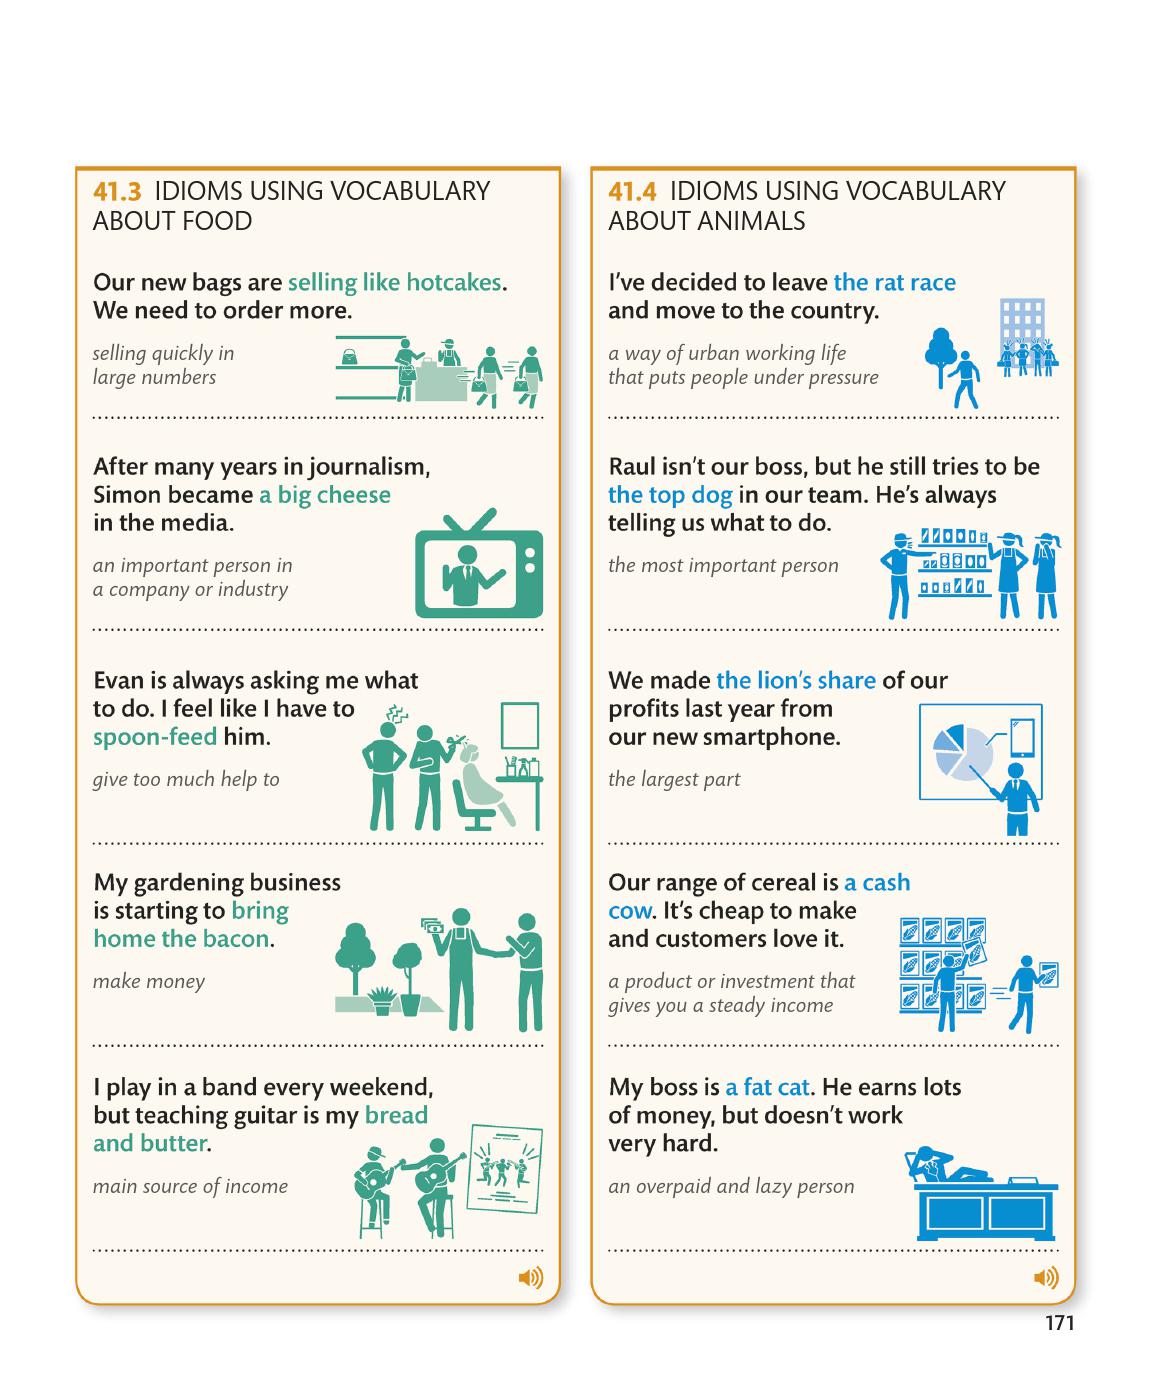 41.3 IDIOMS USING VOCABULARY
ABOUT FOOD
Our new bags are selling like hotcakes.
We need to order more.
selling quickly in
large numbers
After many years in journalism,
Simon became a big cheese
in the media.
an important person in
a company or industry
Evan is always asking me what
to do. I feel like I have to
spoon-feed him.
give too much help to
My gardening business
is starting to bring
home the bacon.
make money
I play in a band every weekend,
but teaching guitar is my bread
and butter.
main source of income
41.4 IDIOMS USING VOCABULARY
ABOUT ANIMALS
I’ve decided to leave the rat race
and move to the country.
a way of urban working life
that puts people under pressure
Raul isn’t our boss, but he still tries to be
the top dog in our team. He’s always
telling us what to do.
the most important person
We made the lion’s share of our
profits last year from
our new smartphone.
the largest part
Our range of cereal is a cash
cow. It’s cheap to make
and customers love it.
a product or investment that
gives you a steady income
My boss is a fat cat. He earns lots
of money, but doesn’t work
very hard.
an overpaid and lazy person
171